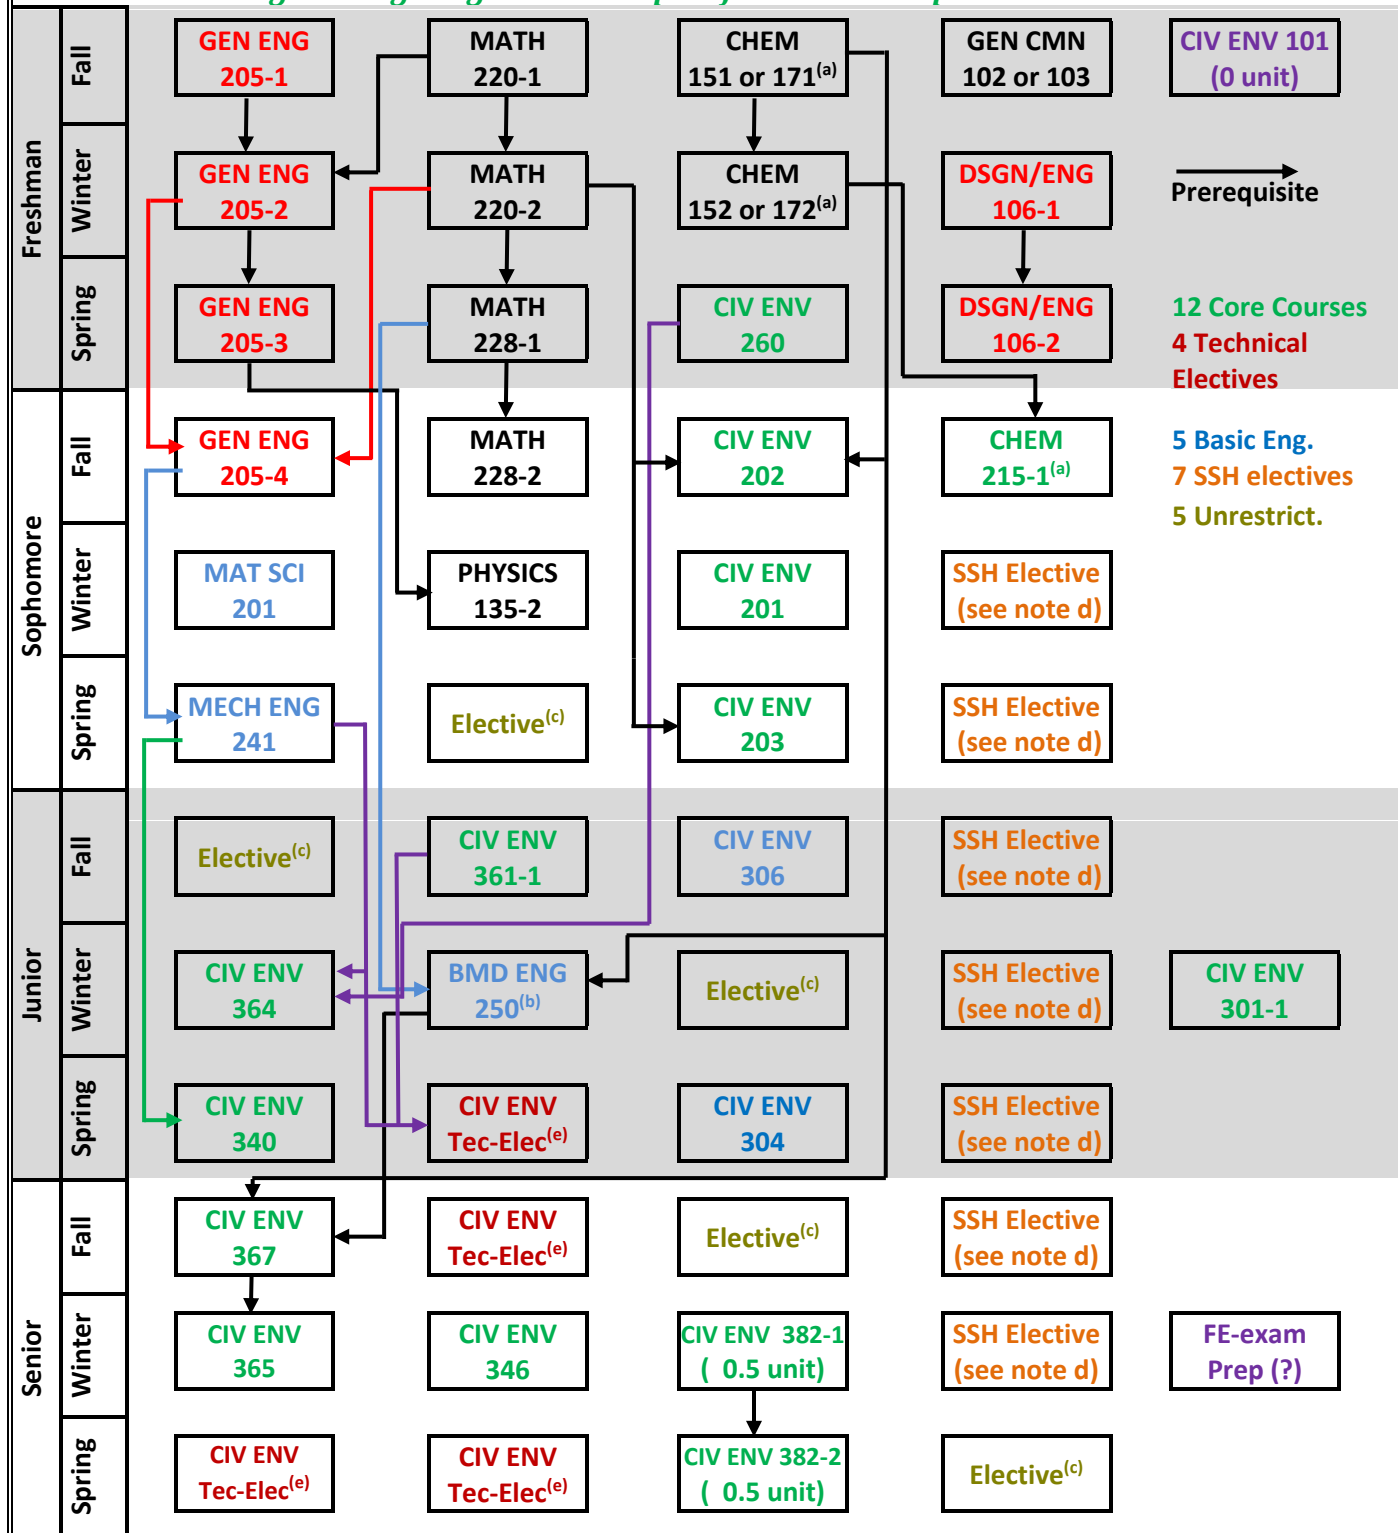 Freshman
Fall
GEN ENG
205-1
MATH
220-1
CHEM
151 or 171(a)
GEN CMN
102 or 103
CIV ENV 101
(0 unit)
Winter
GEN ENG
205-2
MATH
220-2
CHEM
152 or 172(a)
DSGN/ENG
106-1
Prerequisite
Spring
GEN ENG
205-3
MATH
228-1
CIV ENV
260
DSGN/ENG
106-2
12 Core Courses
4 Technical
Electives
Sophomore
Fall
GEN ENG
205-4
MATH
228-2
CIV ENV
202
CHEM
215-1(a)
5 Basic Eng.
7 SSH electives
5 Unrestrict.
Winter
MAT SCI
201
PHYSICS
135-2
CIV ENV
201
SSH Elective
(see note d)
Spring
MECH ENG
241
Elective(c)
CIV ENV
203
SSH Elective
(see note d)
Junior
Fall
Elective(c)
CIV ENV
361-1
CIV ENV
306
SSH Elective
(see note d)
Winter
CIV ENV
364
BMD ENG
250(b)
Elective(c)
SSH Elective
(see note d)
CIV ENV
301-1
Spring
CIV ENV
340
CIV ENV
Tec-Elec(e)
CIV ENV
304
SSH Elective
(see note d)
Senior
Fall
CIV ENV
367
CIV ENV
Tec-Elec(e)
Elective(c)
SSH Elective
(see note d)
Winter
CIV ENV
365
CIV ENV
346
CIV ENV 382-1
( 0.5 unit)
SSH Elective
(see note d)
FE-exam
Prep (?)
Spring
CIV ENV
Tec-Elec(e)
CIV ENV
Tec-Elec(e)
CIV ENV 382-2
( 0.5 unit)
Elective(c)